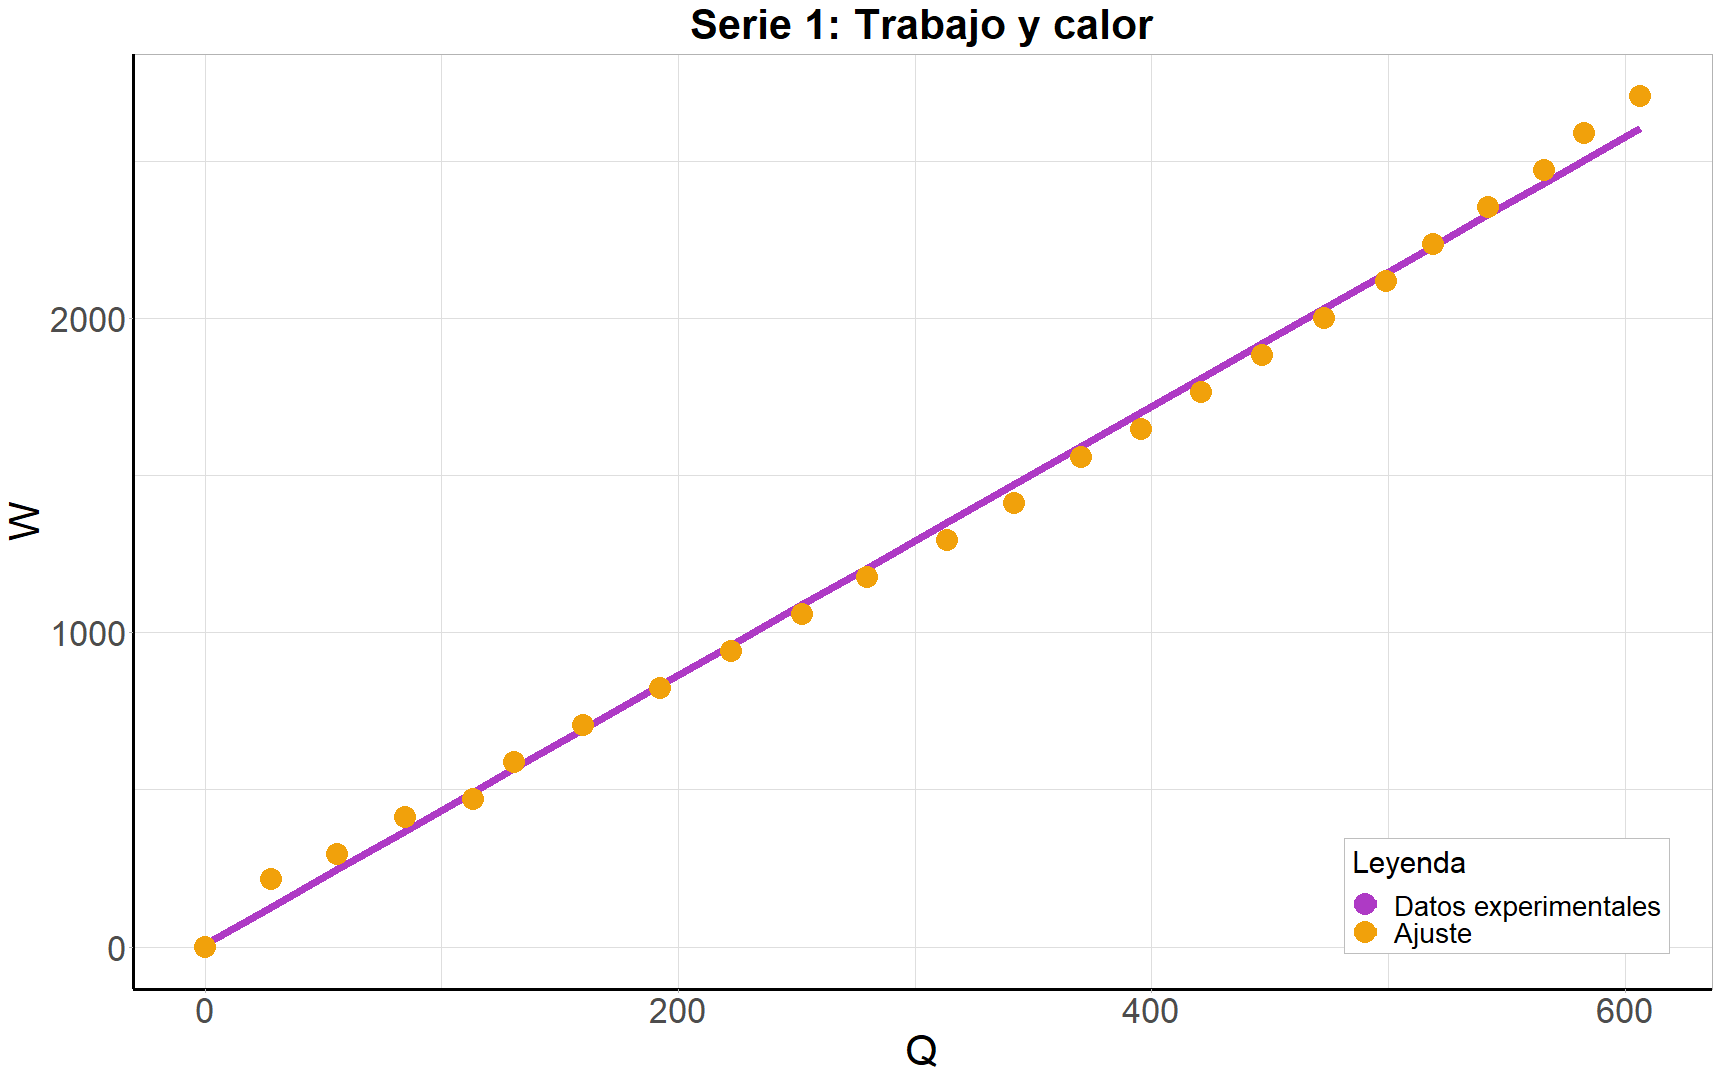 Serie 1: Trabajo y calor
W
2000
1000
0
0 200 400 600
Q
Leyenda
Datos experimentales
Ajuste